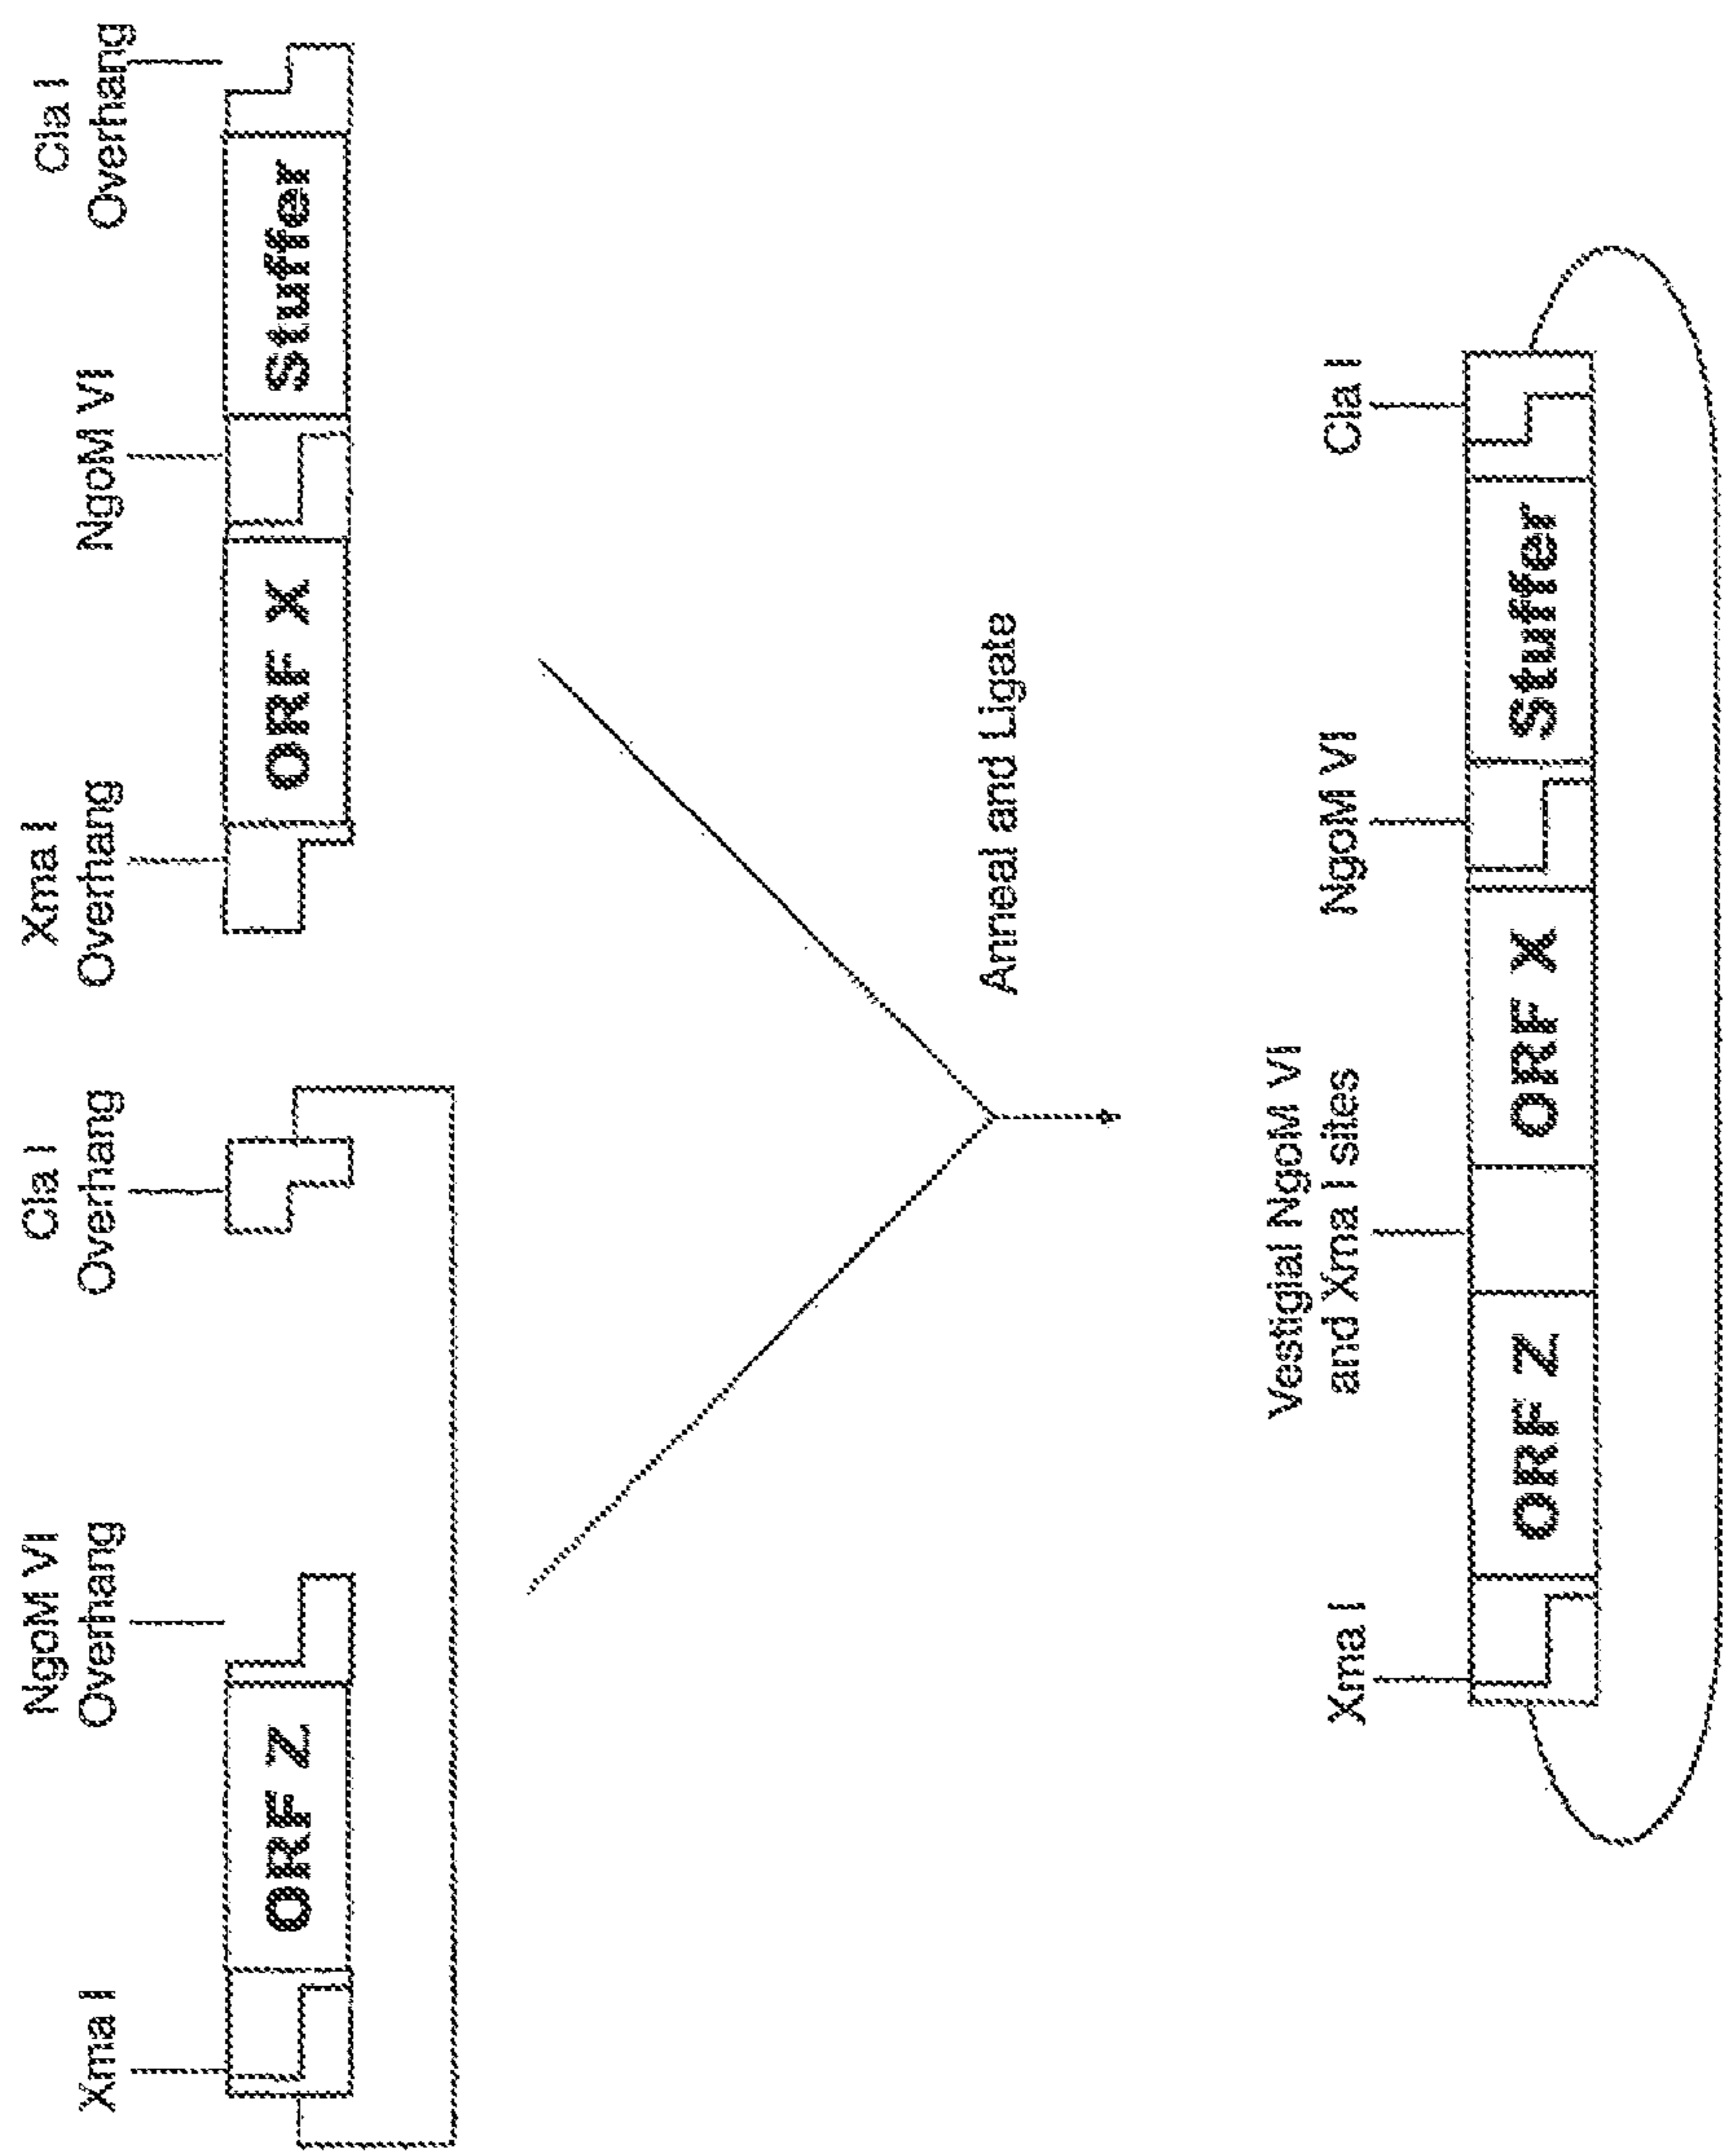 Xma I
NgoM VI
Overhang
Cla I
Overhang
Xma I
Overhang
NgoM VI
Cla I
Overhang
ORF Z
ORF X
Stuffer
Anneal and Ligate
Xma I
Vestigial NgoM VI
and Xma I sites
NgoM VI
Cla I
ORF Z
ORF X
Stuffer